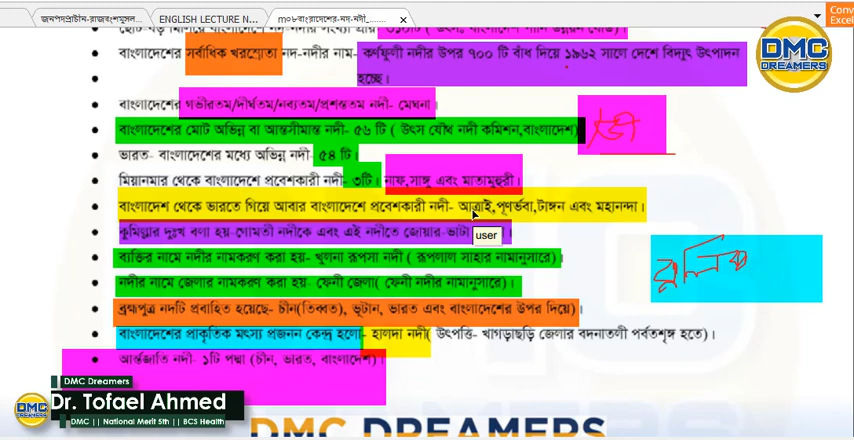 জনপদপ্রাচীন-রাজবংশমুসল...
ENGLISH LECTURE N...
m০৮বাংরাদেশের-নদ-নদী_........ ×
Conv
Excel
বাংলাদেশের সর্বাধিক খরস্রোতা নদ-নদীর নাম- কর্ণফুলী নদীর উপর ৭০০ টি বাঁধ দিয়ে ১৯৬২ সালে দেশে বিদ্যুৎ উৎপাদন
হচ্ছে।
বাংলাদেশের গভীরতম/দীর্ঘতম/নব্যতম/প্রশস্ততম নদী- মেঘনা।
বাংলাদেশের মোট অভিন্ন বা আন্তসীমান্ত নদী- ৫৬ টি ( উৎস যৌথ নদী কমিশন,বাংলাদেশ)
ভারত- বাংলাদেশের মধ্যে অভিন্ন নদী- ৫৪ টি।
মিয়ানমার থেকে বাংলাদেশে প্রবেশকারী নদী- ৩টি। নাফ,সাঙ্গু এবং মাতামুহুরী।
বাংলাদেশ থেকে ভারতে গিয়ে আবার বাংলাদেশে প্রবেশকারী নদী- আত্রাই,পূণর্ভবা,টাঙ্গন এবং মহানন্দা।
কুমিল্লার দুঃখ বলা হয়-গোমতী নদীকে এবং এই নদীতে জোয়ার-ভাটা
user
ব্যক্তির নামে নদীর নামকরণ করা হয়- খুলনা রূপসা নদী ( রূপলাল সাহার নামানুসারে)।
নদীর নামে জেলার নামকরণ করা হয়- ফেনী জেলা( ফেনী নদীর নামানুসারে)।
ব্রহ্মপুত্র নদটি প্রবাহিত হয়েছে- চীন(তিব্বত), ভূটান, ভারত এবং বাংলাদেশের উপর দিয়ে)।
বাংলাদেশের প্রাকৃতিক মৎস্য প্রজনন কেন্দ্র হলো- হালদা নদী( উৎপত্তি- খাগড়াছড়ি জেলার বদনাতলী পর্বতশৃঙ্গ হতে)।
আর্ন্তজাতি নদী- ১টি পদ্মা (চীন, ভারত, বাংলাদেশ)।
DMC
DREAMERS
DMC Dreamers
Dr. Tofael Ahmed
DMC || National Merit 5th || BCS Health
DMC DREAMERS